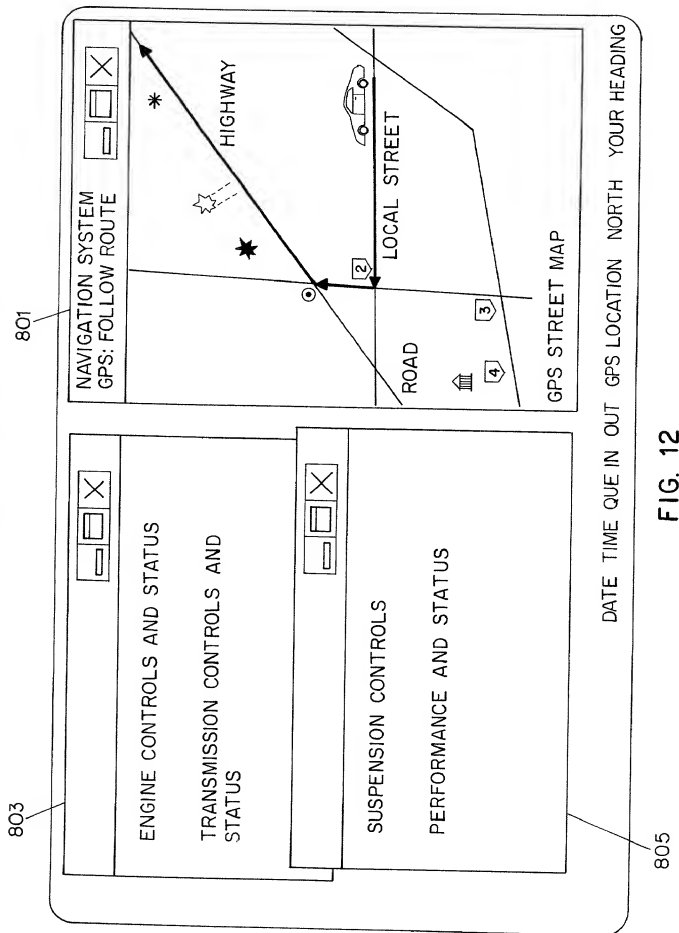 803
ENGINE CONTROLS AND STATUS
TRANSMISSION CONTROLS AND
STATUS
SUSPENSION CONTROLS
PERFORMANCE AND STATUS
805
801
NAVIGATION SYSTEM
GPS: FOLLOW ROUTE
HIGHWAY
2
LOCAL STREET
ROAD
3
4
GPS STREET MAP
DATE TIME QUE IN OUT GPS LOCATION NORTH YOUR HEADING
FIG. 12